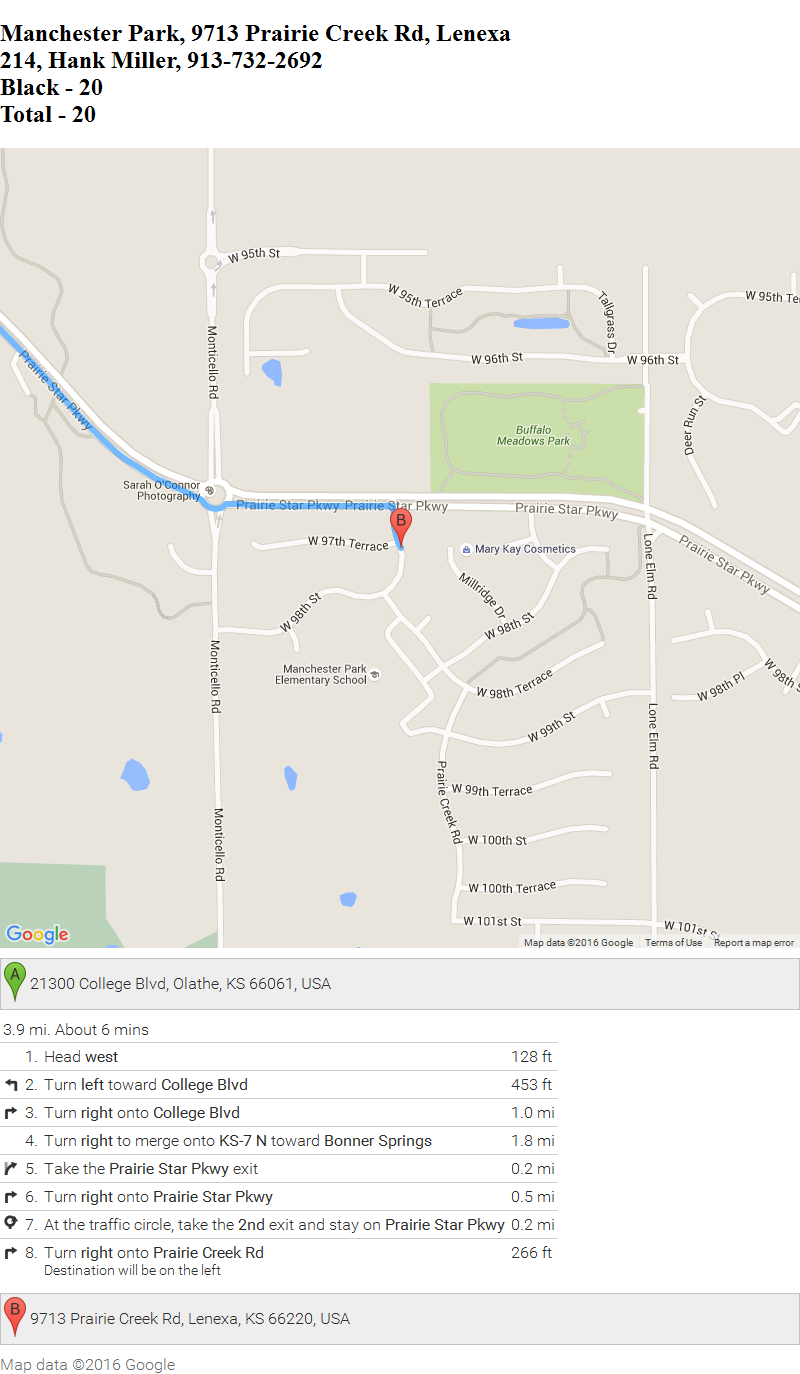 Manchester Park, 9713 Prairie Creek Rd, Lenexa
214, Hank Miller, 913-732-2692
Black - 20
Total - 20
W 95th St
W 95th Terrace
Tallgrass Dr
W 95th Te
Monticello Rd
Prairie Star Pkwy
W 96th St
W 96th St
Deer Run St
Buffalo
Meadows Park
Sarah O'Connor
Photography
Prairie Star Pkwy
Prairie Star Pkwy
Prairie Star Pkwy
B
W 97th Terrace
Mary Kay Cosmetics
Lone Elm Rd
Prairie Star Pkwy
Millridge Dr
W 98th St
W 98th St
Monticello Rd
Manchester Park
Elementary School
W 98th Terrace
W 98th Pl
W 98th S
W 99th St
Lone Elm Rd
Prairie Creek Rd
W 99th Terrace
Monticello Rd
W 100th St
W 100th Terrace
W 101st St
W 101st St
Google
Map data ©2016 Google
Terms of Use
Report a map error
A
21300 College Blvd, Olathe, KS 66061, USA
3.9 mi. About 6 mins
1. Head west 128 ft
2. Turn left toward College Blvd 453 ft
3. Turn right onto College Blvd 1.0 mi
4. Turn right to merge onto KS-7 N toward Bonner Springs 1.8 mi
5. Take the Prairie Star Pkwy exit 0.2 mi
6. Turn right onto Prairie Star Pkwy 0.5 mi
7. At the traffic circle, take the 2nd exit and stay on Prairie Star Pkwy 0.2 mi
8. Turn right onto Prairie Creek Rd 266 ft
Destination will be on the left
B
9713 Prairie Creek Rd, Lenexa, KS 66220, USA
Map data ©2016 Google